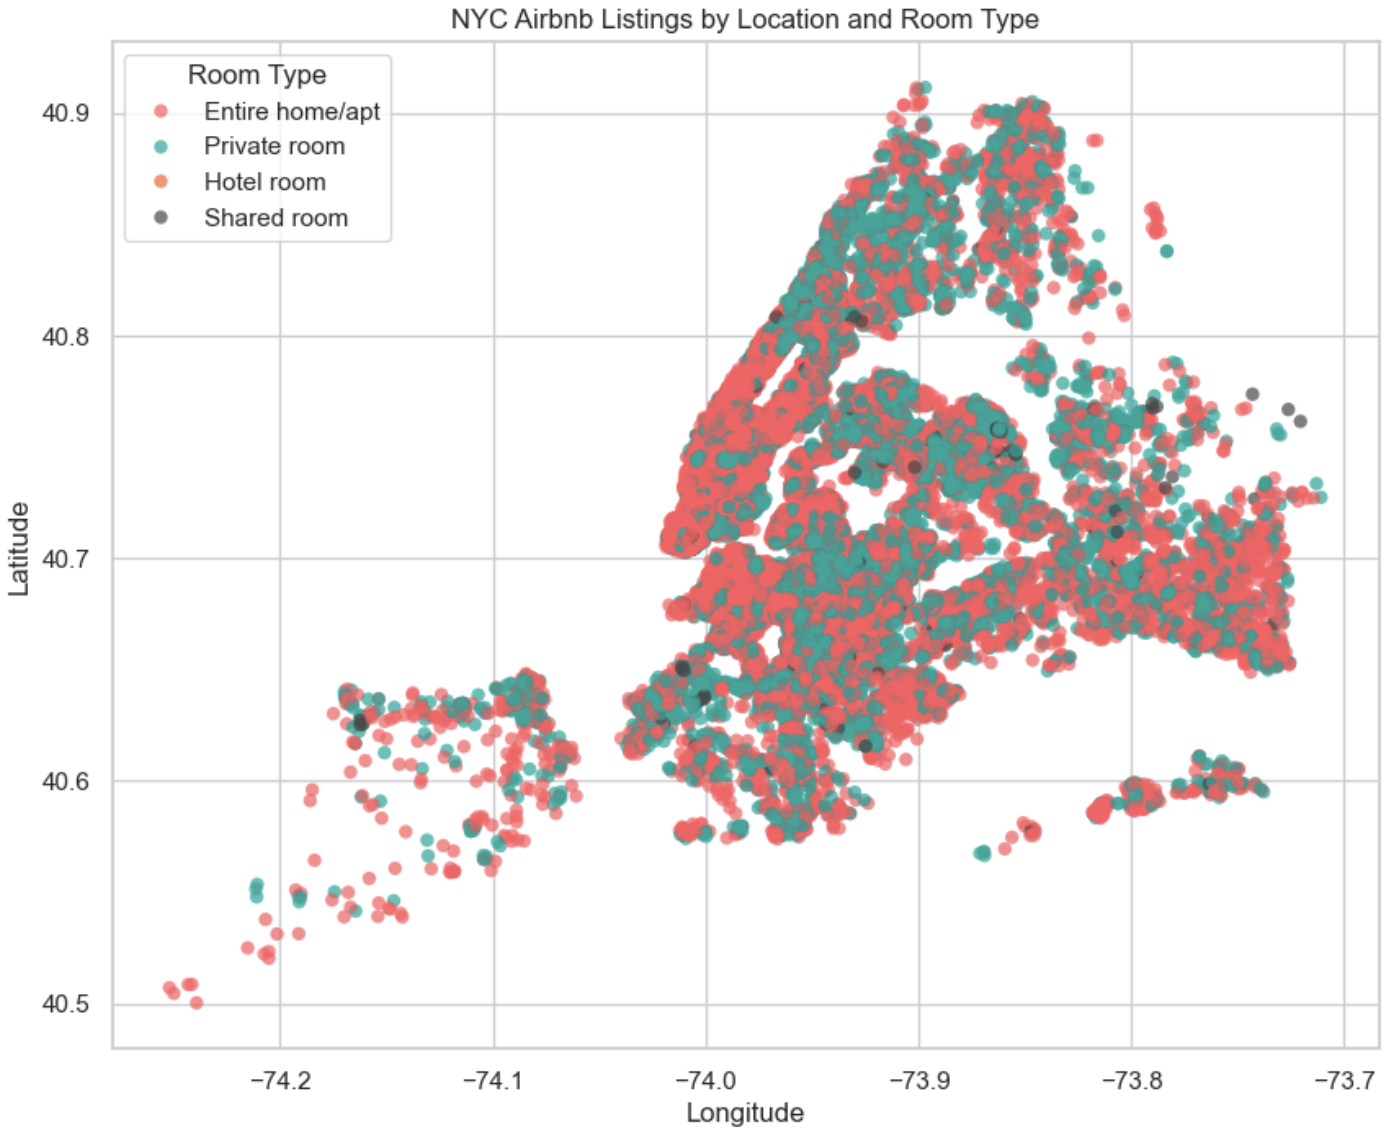 NYC Airbnb Listings by Location and Room Type
Room Type
Entire home/apt
Private room
Hotel room
Shared room
40.9
40.8
40.7
40.6
40.5
Latitude
−74.2
−74.1
−74.0
−73.9
−73.8
−73.7
Longitude